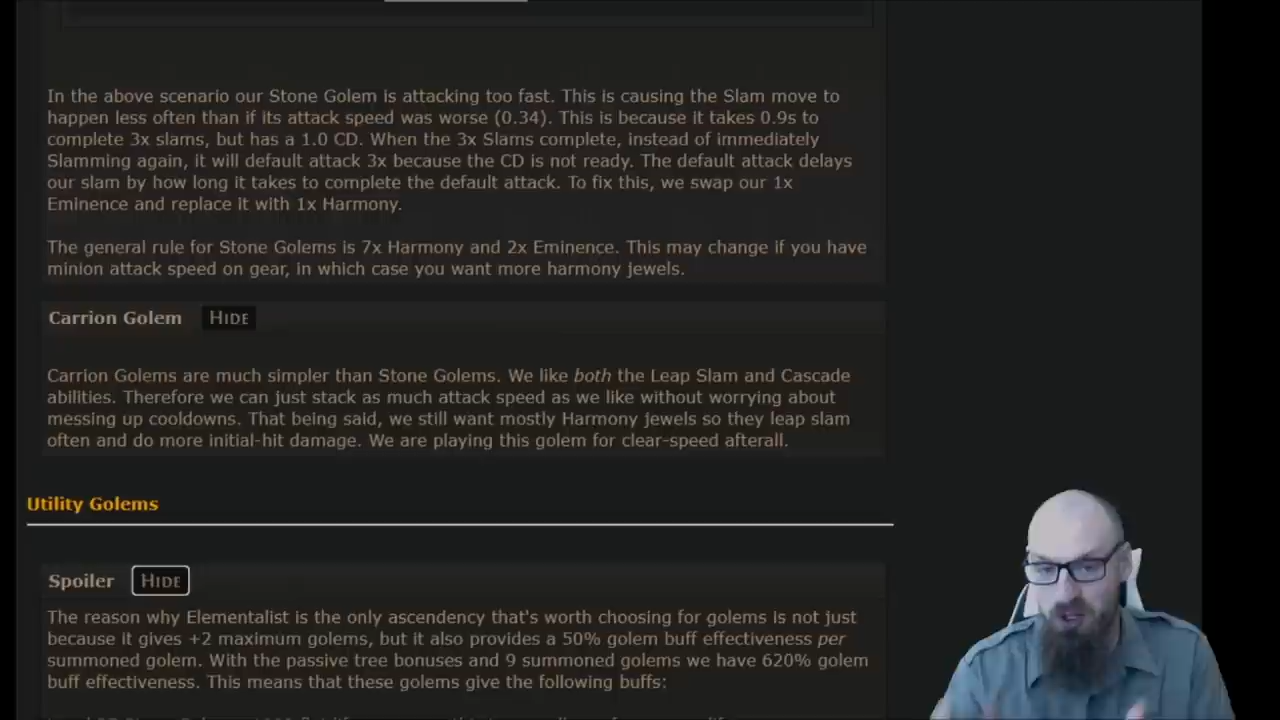 In the above scenario our Stone Golem is attacking too fast. This is causing the Slam move to
happen less often than if its attack speed was worse (0.34). This is because it takes 0.9s to
complete 3x slams, but has a 1.0 CD. When the 3x Slams complete, instead of immediately
Slamming again, it will default attack 3x because the CD is not ready. The default attack delays
our slam by how long it takes to complete the default attack. To fix this, we swap our 1x
Eminence and replace it with 1x Harmony.
The general rule for Stone Golems is 7x Harmony and 2x Eminence. This may change if you have
minion attack speed on gear, in which case you want more harmony jewels.
Carrion Golem HIDE
Carrion Golems are much simpler than Stone Golems. We like both the Leap Slam and Cascade
abilities. Therefore we can just stack as much attack speed as we like without worrying about
messing up cooldowns. That being said, we still want mostly Harmony jewels so they leap slam
often and do more initial-hit damage. We are playing this golem for clear-speed afterall.
Utility Golems
Spoiler HIDE
The reason why Elementalist is the only ascendency that's worth choosing for golems is not just
because it gives +2 maximum golems, but it also provides a 50% golem buff effectiveness per
summoned golem. With the passive tree bonuses and 9 summoned golems we have 620% golem
buff effectiveness. This means that these golems give the following buffs: